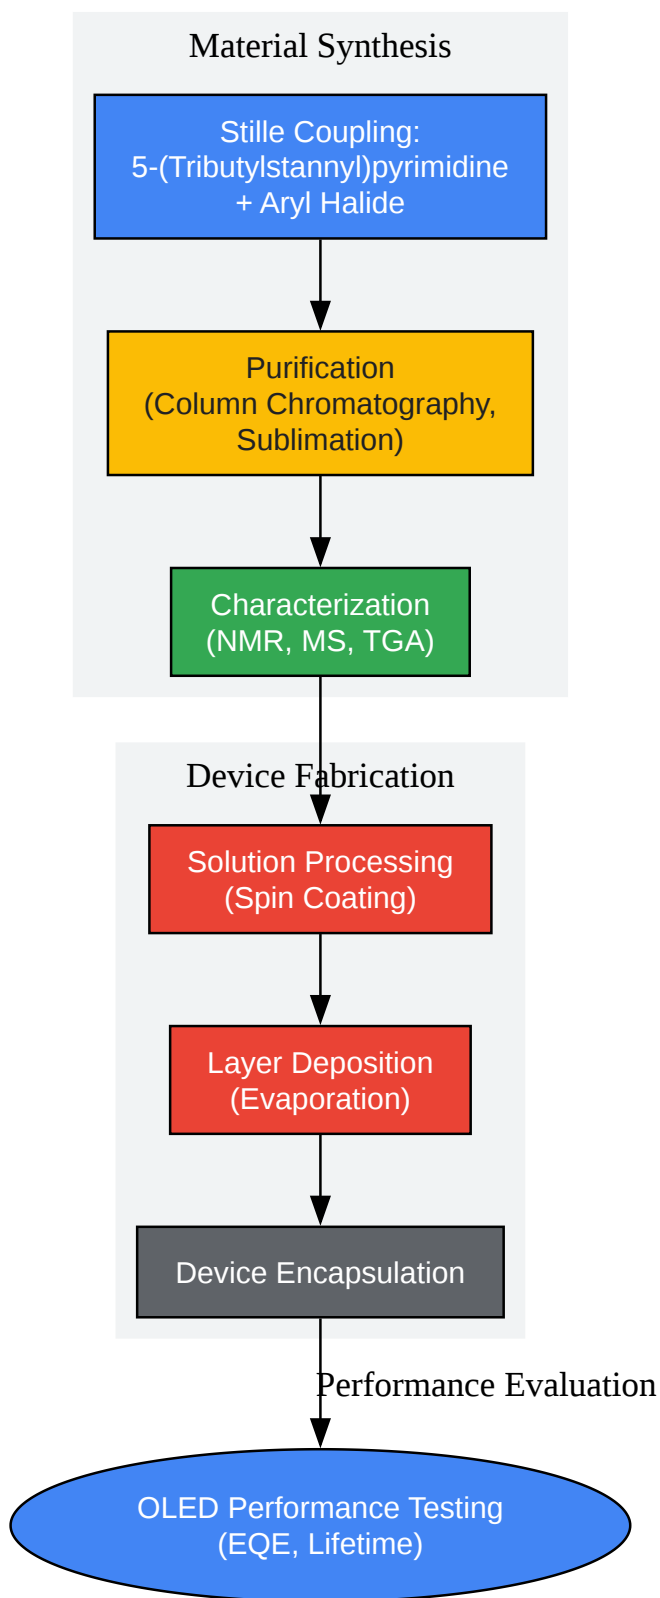 Material Synthesis
Stille Coupling:
5-(Tributylstannyl)pyrimidine
+ Aryl Halide
Purification
(Column Chromatography,
Sublimation)
Characterization
(NMR, MS, TGA)
Device Fabrication
Solution Processing
(Spin Coating)
Layer Deposition
(Evaporation)
Device Encapsulation
Performance Evaluation
OLED Performance Testing
(EQE, Lifetime)